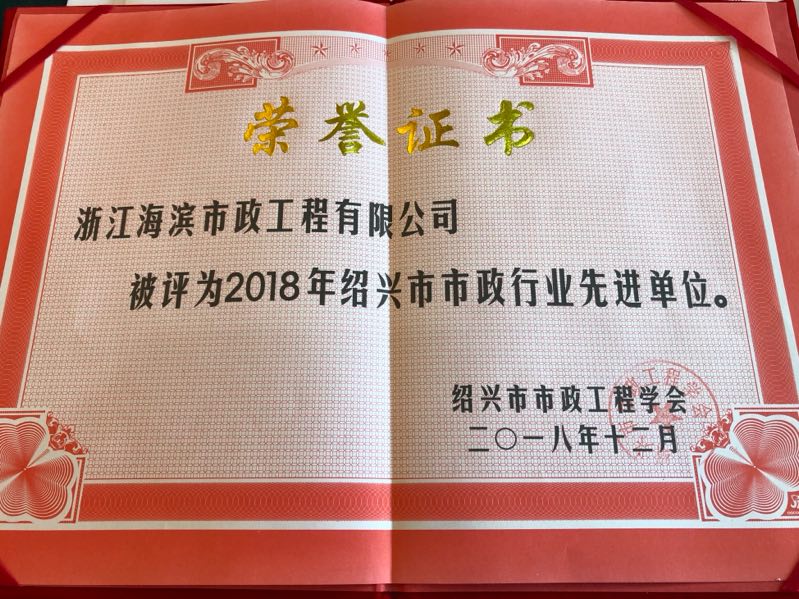 荣誉证书
浙江海滨市政工程有限公司
被评为2018年绍兴市市政行业先进单位。
绍兴市市政工程学会
二〇一八年十二月